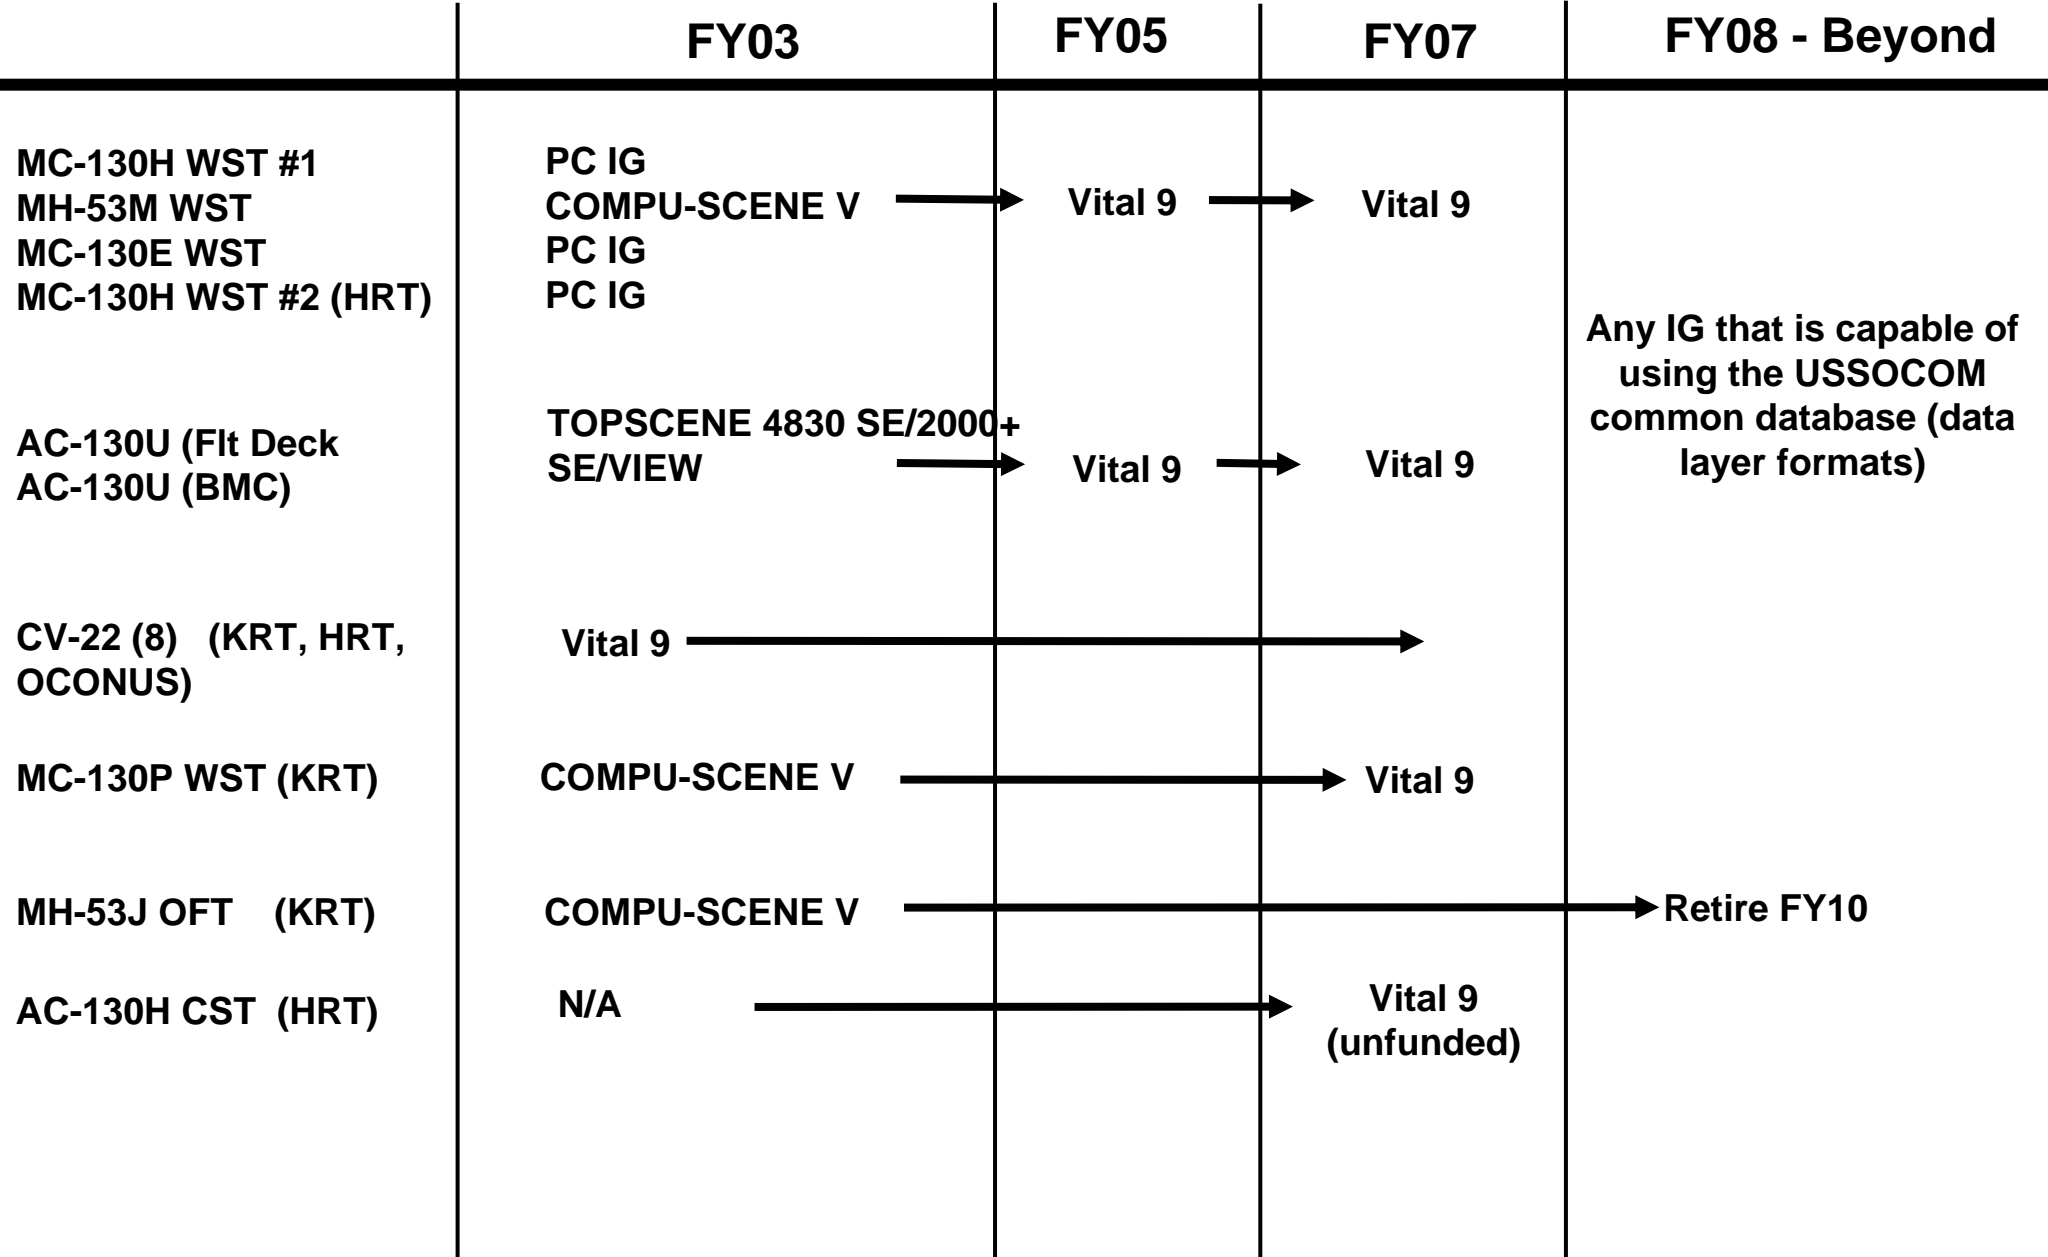 FY03 FY05 FY07 FY08 - Beyond
MC-130H WST #1 PC IG
MH-53M WST COMPU-SCENE V Vital 9 Vital 9
MC-130E WST PC IG
MC-130H WST #2 (HRT) PC IG
Any IG that is capable of
using the USSOCOM
common database (data
layer formats)
AC-130U (Flt Deck TOPSCENE 4830 SE/2000+
AC-130U (BMC) SE/VIEW Vital 9 Vital 9
CV-22 (8) (KRT, HRT, Vital 9
OCONUS)
MC-130P WST (KRT) COMPU-SCENE V Vital 9
MH-53J OFT (KRT) COMPU-SCENE V Retire FY10
AC-130H CST (HRT) N/A Vital 9
(unfunded)